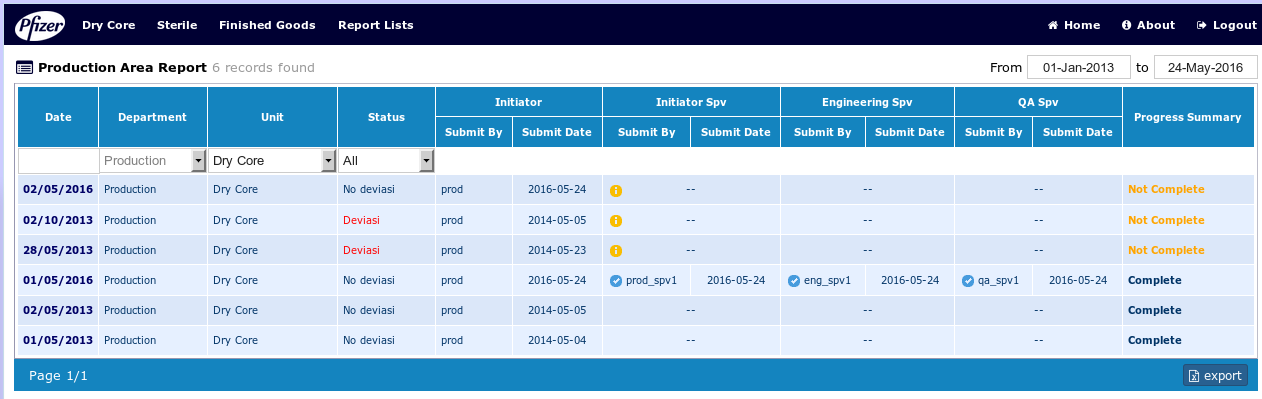 Pfizer Dry Core Sterile Finished Goods Report Lists Home About Logout
Production Area Report 6 records found From 01-Jan-2013 to 24-May-2016
Date Department Unit Status Initiator Initiator Spv Engineering Spv QA Spv Progress Summary
Submit By Submit Date Submit By Submit Date Submit By Submit Date Submit By Submit Date
Production Dry Core All
02/05/2016 Production Dry Core No deviasi prod 2016-05-24 -- -- -- Not Complete
02/10/2013 Production Dry Core Deviasi prod 2014-05-05 -- -- -- Not Complete
28/05/2013 Production Dry Core Deviasi prod 2014-05-23 -- -- -- Not Complete
01/05/2016 Production Dry Core No deviasi prod 2016-05-24 prod_spv1 2016-05-24 eng_spv1 2016-05-24 qa_spv1 2016-05-24 Complete
02/05/2013 Production Dry Core No deviasi prod 2014-05-05 -- -- -- Complete
01/05/2013 Production Dry Core No deviasi prod 2014-05-04 -- -- -- Complete
Page 1/1 export